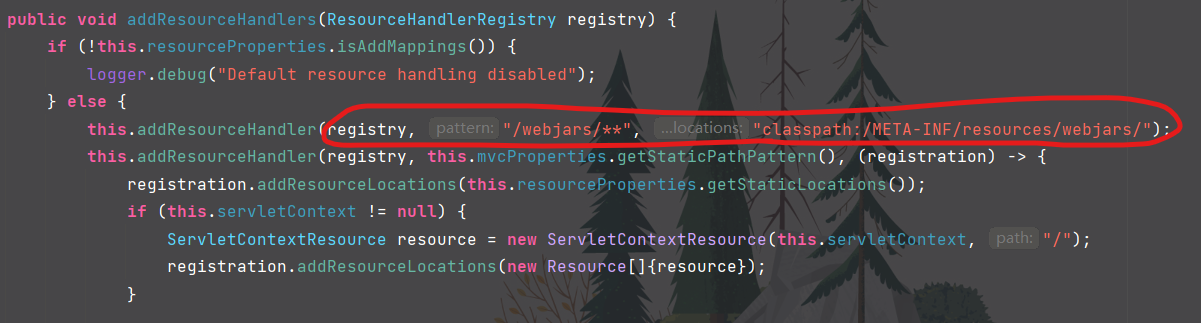 public void addResourceHandlers(ResourceHandlerRegistry registry) {
if (!this.resourceProperties.isAddMappings()) {
logger.debug("Default resource handling disabled");
} else {
this.addResourceHandler(registry, pattern: "/webjars/**", ...locations: "classpath:/META-INF/resources/webjars/");
this.addResourceHandler(registry, this.mvcProperties.getStaticPathPattern(), (registration) -> {
registration.addResourceLocations(this.resourceProperties.getStaticLocations());
if (this.servletContext != null) {
ServletContextResource resource = new ServletContextResource(this.servletContext, path: "/");
registration.addResourceLocations(new Resource[]{resource});
}